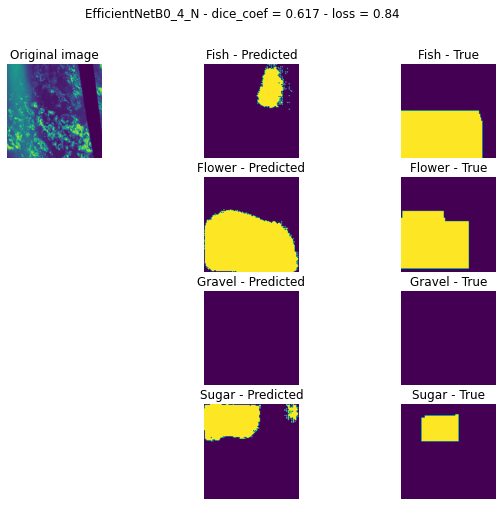 EfficientNetB0_4_N - dice_coef = 0.617 - loss = 0.84
Original image
Fish - Predicted
Fish - True
Flower - Predicted
Flower - True
Gravel - Predicted
Gravel - True
Sugar - Predicted
Sugar - True